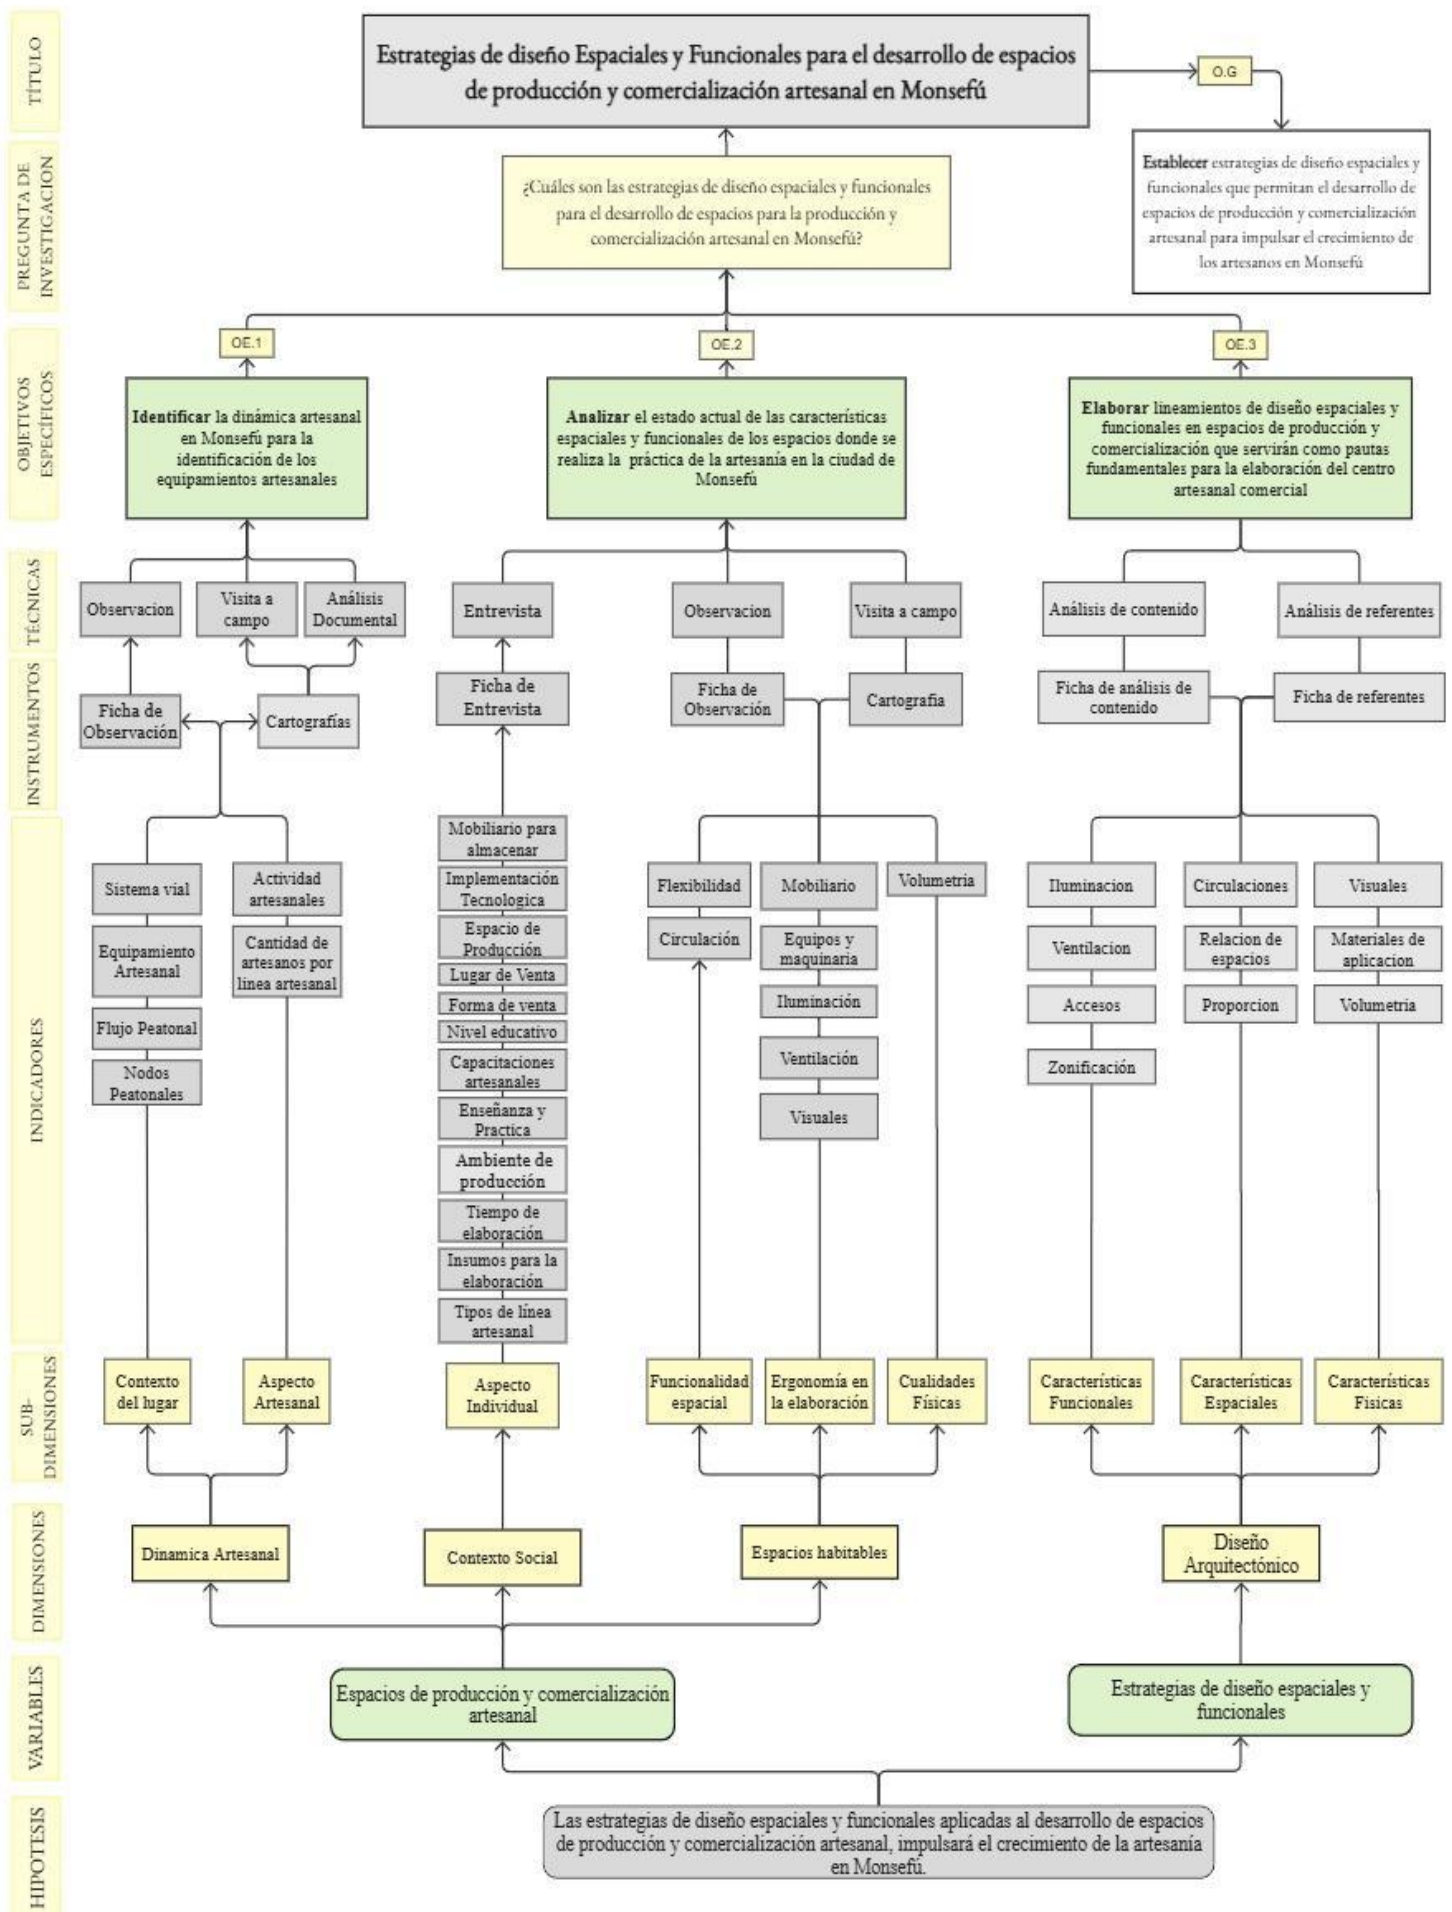 TÍTULO
Estrategias de diseño Espaciales y Funcionales para el desarrollo de espacios
de producción y comercialización artesanal en Monsefú
O.G
Establecer estrategias de diseño espaciales y
funcionales que permitan el desarrollo de
espacios de producción y comercialización
artesanal para impulsar el crecimiento de
los artesanos en Monsefú
PREGUNTA DE
INVESTIGACION
¿Cuáles son las estrategias de diseño espaciales y funcionales
para el desarrollo de espacios para la producción y
comercialización artesanal en Monsefú?
OBJETIVOS
ESPECÍFICOS
OE.1
OE.2
OE.3
Identificar la dinámica artesanal
en Monsefú para la
identificación de los
equipamientos artesanales
Analizar el estado actual de las características
espaciales y funcionales de los espacios donde se
realiza la práctica de la artesanía en la ciudad de
Monsefú
Elaborar lineamientos de diseño espaciales y
funcionales en espacios de producción y
comercialización que servirán como pautas
fundamentales para la elaboración del centro
artesanal comercial
TÉCNICAS
Observacion
Visita a
campo
Análisis
Documental
Entrevista
Observacion
Visita a campo
Análisis de contenido
Análisis de referentes
INSTRUMENTOS
Ficha de
Observación
Cartografías
Ficha de
Entrevista
Ficha de
Observación
Cartografia
Ficha de análisis de
contenido
Ficha de referentes
INDICADORES
Sistema vial
Equipamiento
Artesanal
Flujo Peatonal
Nodos
Peatonales
Actividad
artesanales
Cantidad de
artesanos por
linea artesanal
Mobiliario para
almacenar
Implementación
Tecnologica
Espacio de
Producción
Lugar de Venta
Forma de venta
Nivel educativo
Capacitaciones
artesanales
Enseñanza y
Practica
Ambiente de
producción
Tiempo de
elaboración
Insumos para la
elaboración
Tipos de línea
artesanal
Flexibilidad
Circulación
Mobiliario
Equipos y
maquinaria
Iluminación
Ventilación
Visuales
Volumetria
Iluminacion
Ventilacion
Accesos
Zonificación
Circulaciones
Relacion de
espacios
Proporcion
Visuales
Materiales de
aplicacion
Volumetria
SUB-
DIMENSIONES
Contexto
del lugar
Aspecto
Artesanal
Aspecto
Individual
Funcionalidad
espacial
Ergonomía en
la elaboración
Cualidades
Físicas
Características
Funcionales
Características
Espaciales
Características
Fisicas
DIMENSIONES
Dinamica Artesanal
Contexto Social
Espacios habitables
Diseño
Arquitectónico
VARIABLES
Espacios de producción y comercialización
artesanal
Estrategias de diseño espaciales y
funcionales
HIPOTESIS
Las estrategias de diseño espaciales y funcionales aplicadas al desarrollo de espacios
de producción y comercialización artesanal, impulsará el crecimiento de la artesanía
en Monsefú.